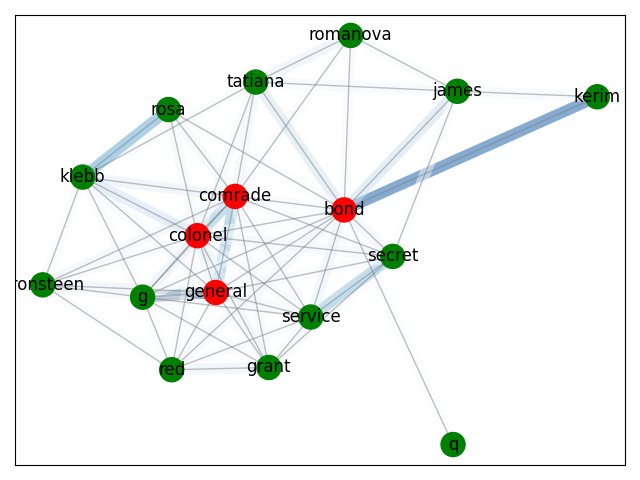 romanova
tatiana
james
kerim
rosa
klebb
comrade
bond
colonel
secret
ronsteen
general
g
service
red
grant
q